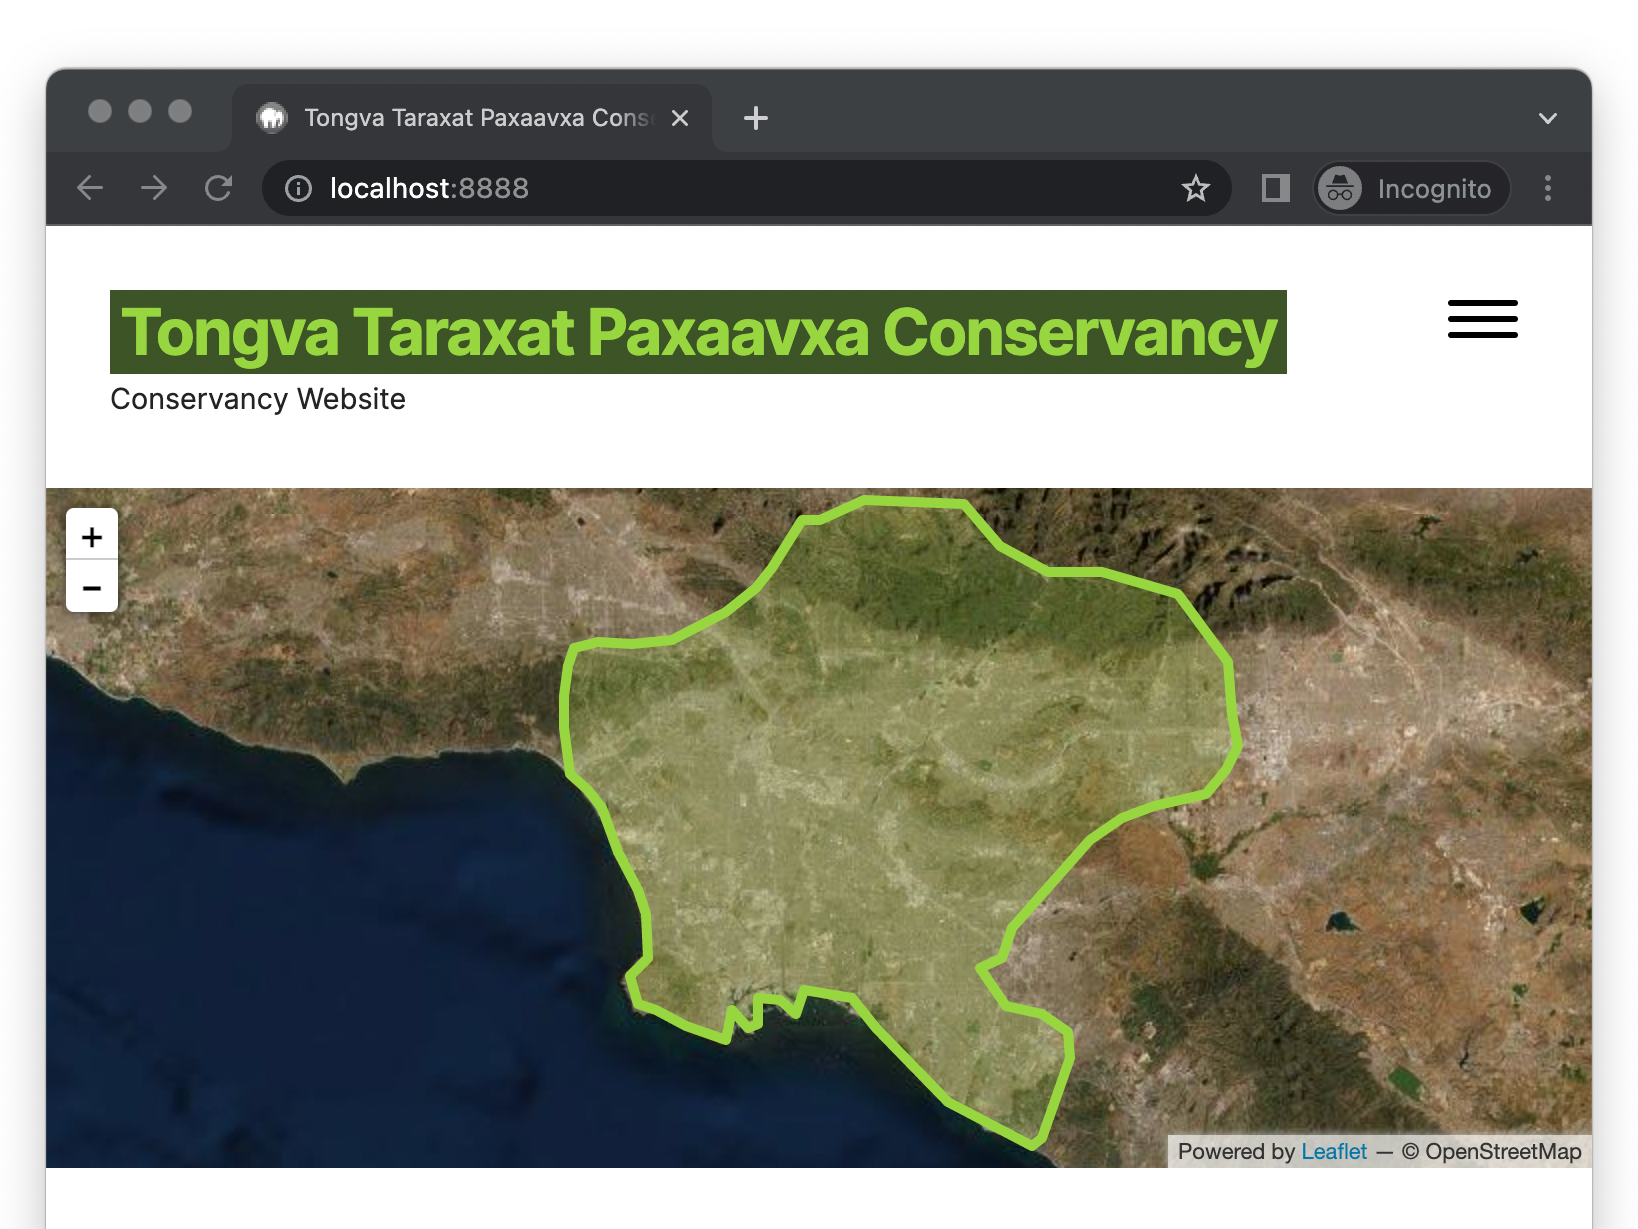 Tongva Taraxat Paxaavxa Cons
localhost:8888
Incognito
Tongva Taraxat Paxaavxa Conservancy
Conservancy Website
+
−
Powered by Leaflet — © OpenStreetMap